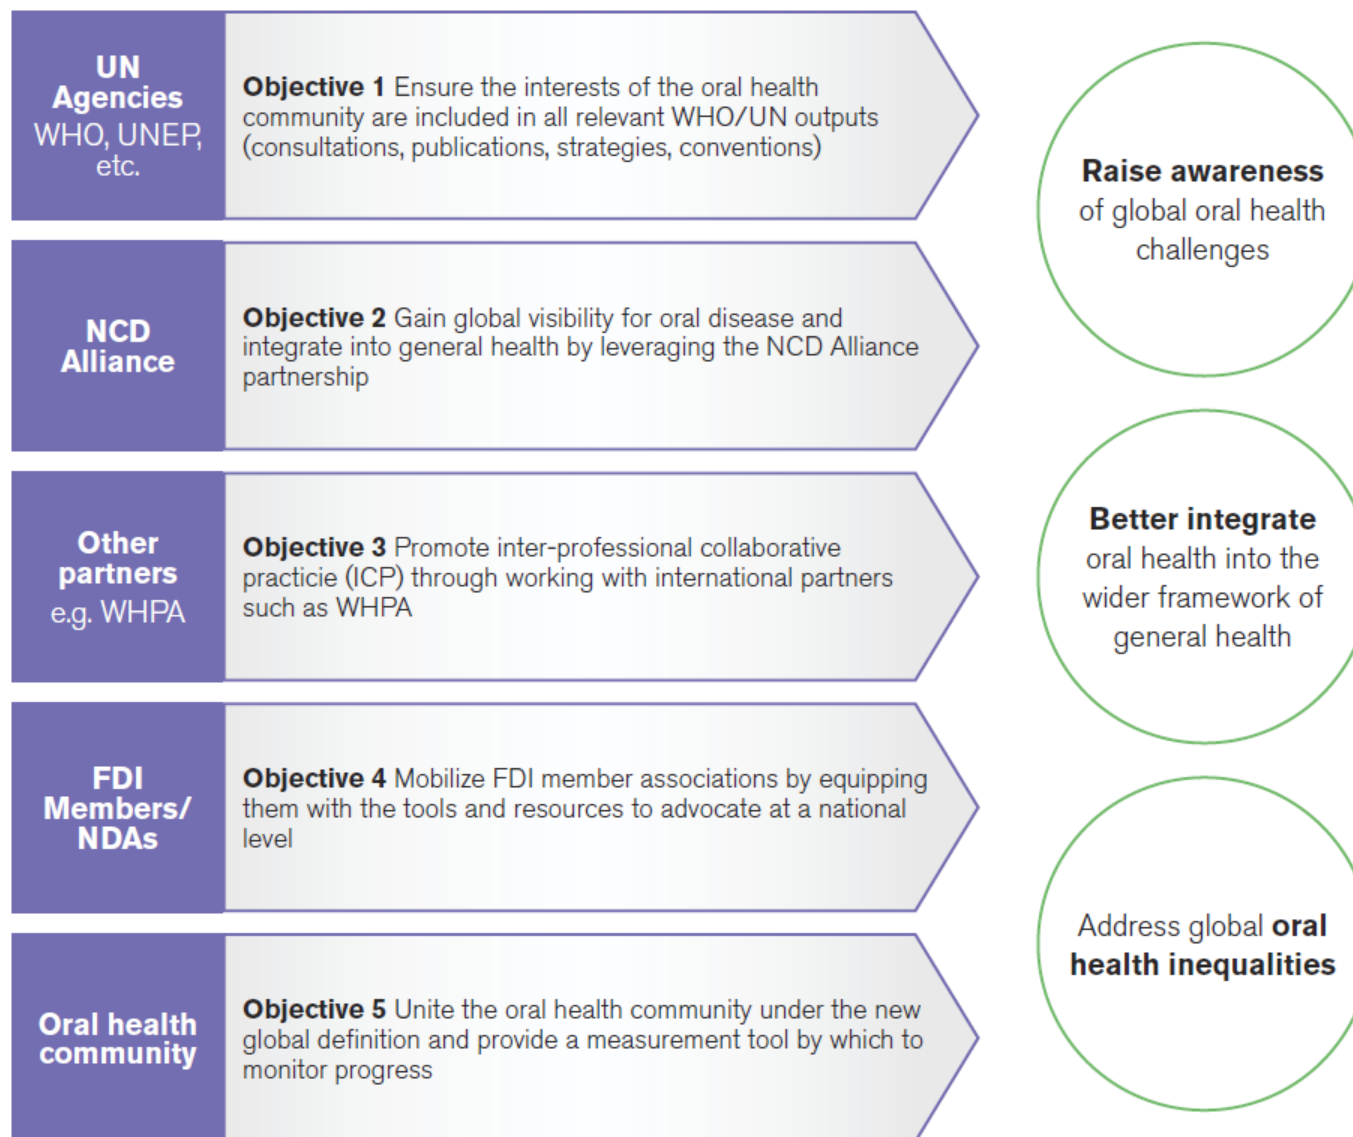 UN
Agencies
WHO, UNEP,
etc.
Objective 1 Ensure the interests of the oral health
community are included in all relevant WHO/UN outputs
(consultations, publications, strategies, conventions)
NCD
Alliance
Objective 2 Gain global visibility for oral disease and
integrate into general health by leveraging the NCD Alliance
partnership
Other
partners
e.g. WHPA
Objective 3 Promote inter-professional collaborative
practicie (ICP) through working with international partners
such as WHPA
FDI
Members/
NDAs
Objective 4 Mobilize FDI member associations by equipping
them with the tools and resources to advocate at a national
level
Oral health
community
Objective 5 Unite the oral health community under the new
global definition and provide a measurement tool by which to
monitor progress
Raise awareness
of global oral health
challenges
Better integrate
oral health into the
wider framework of
general health
Address global oral
health inequalities